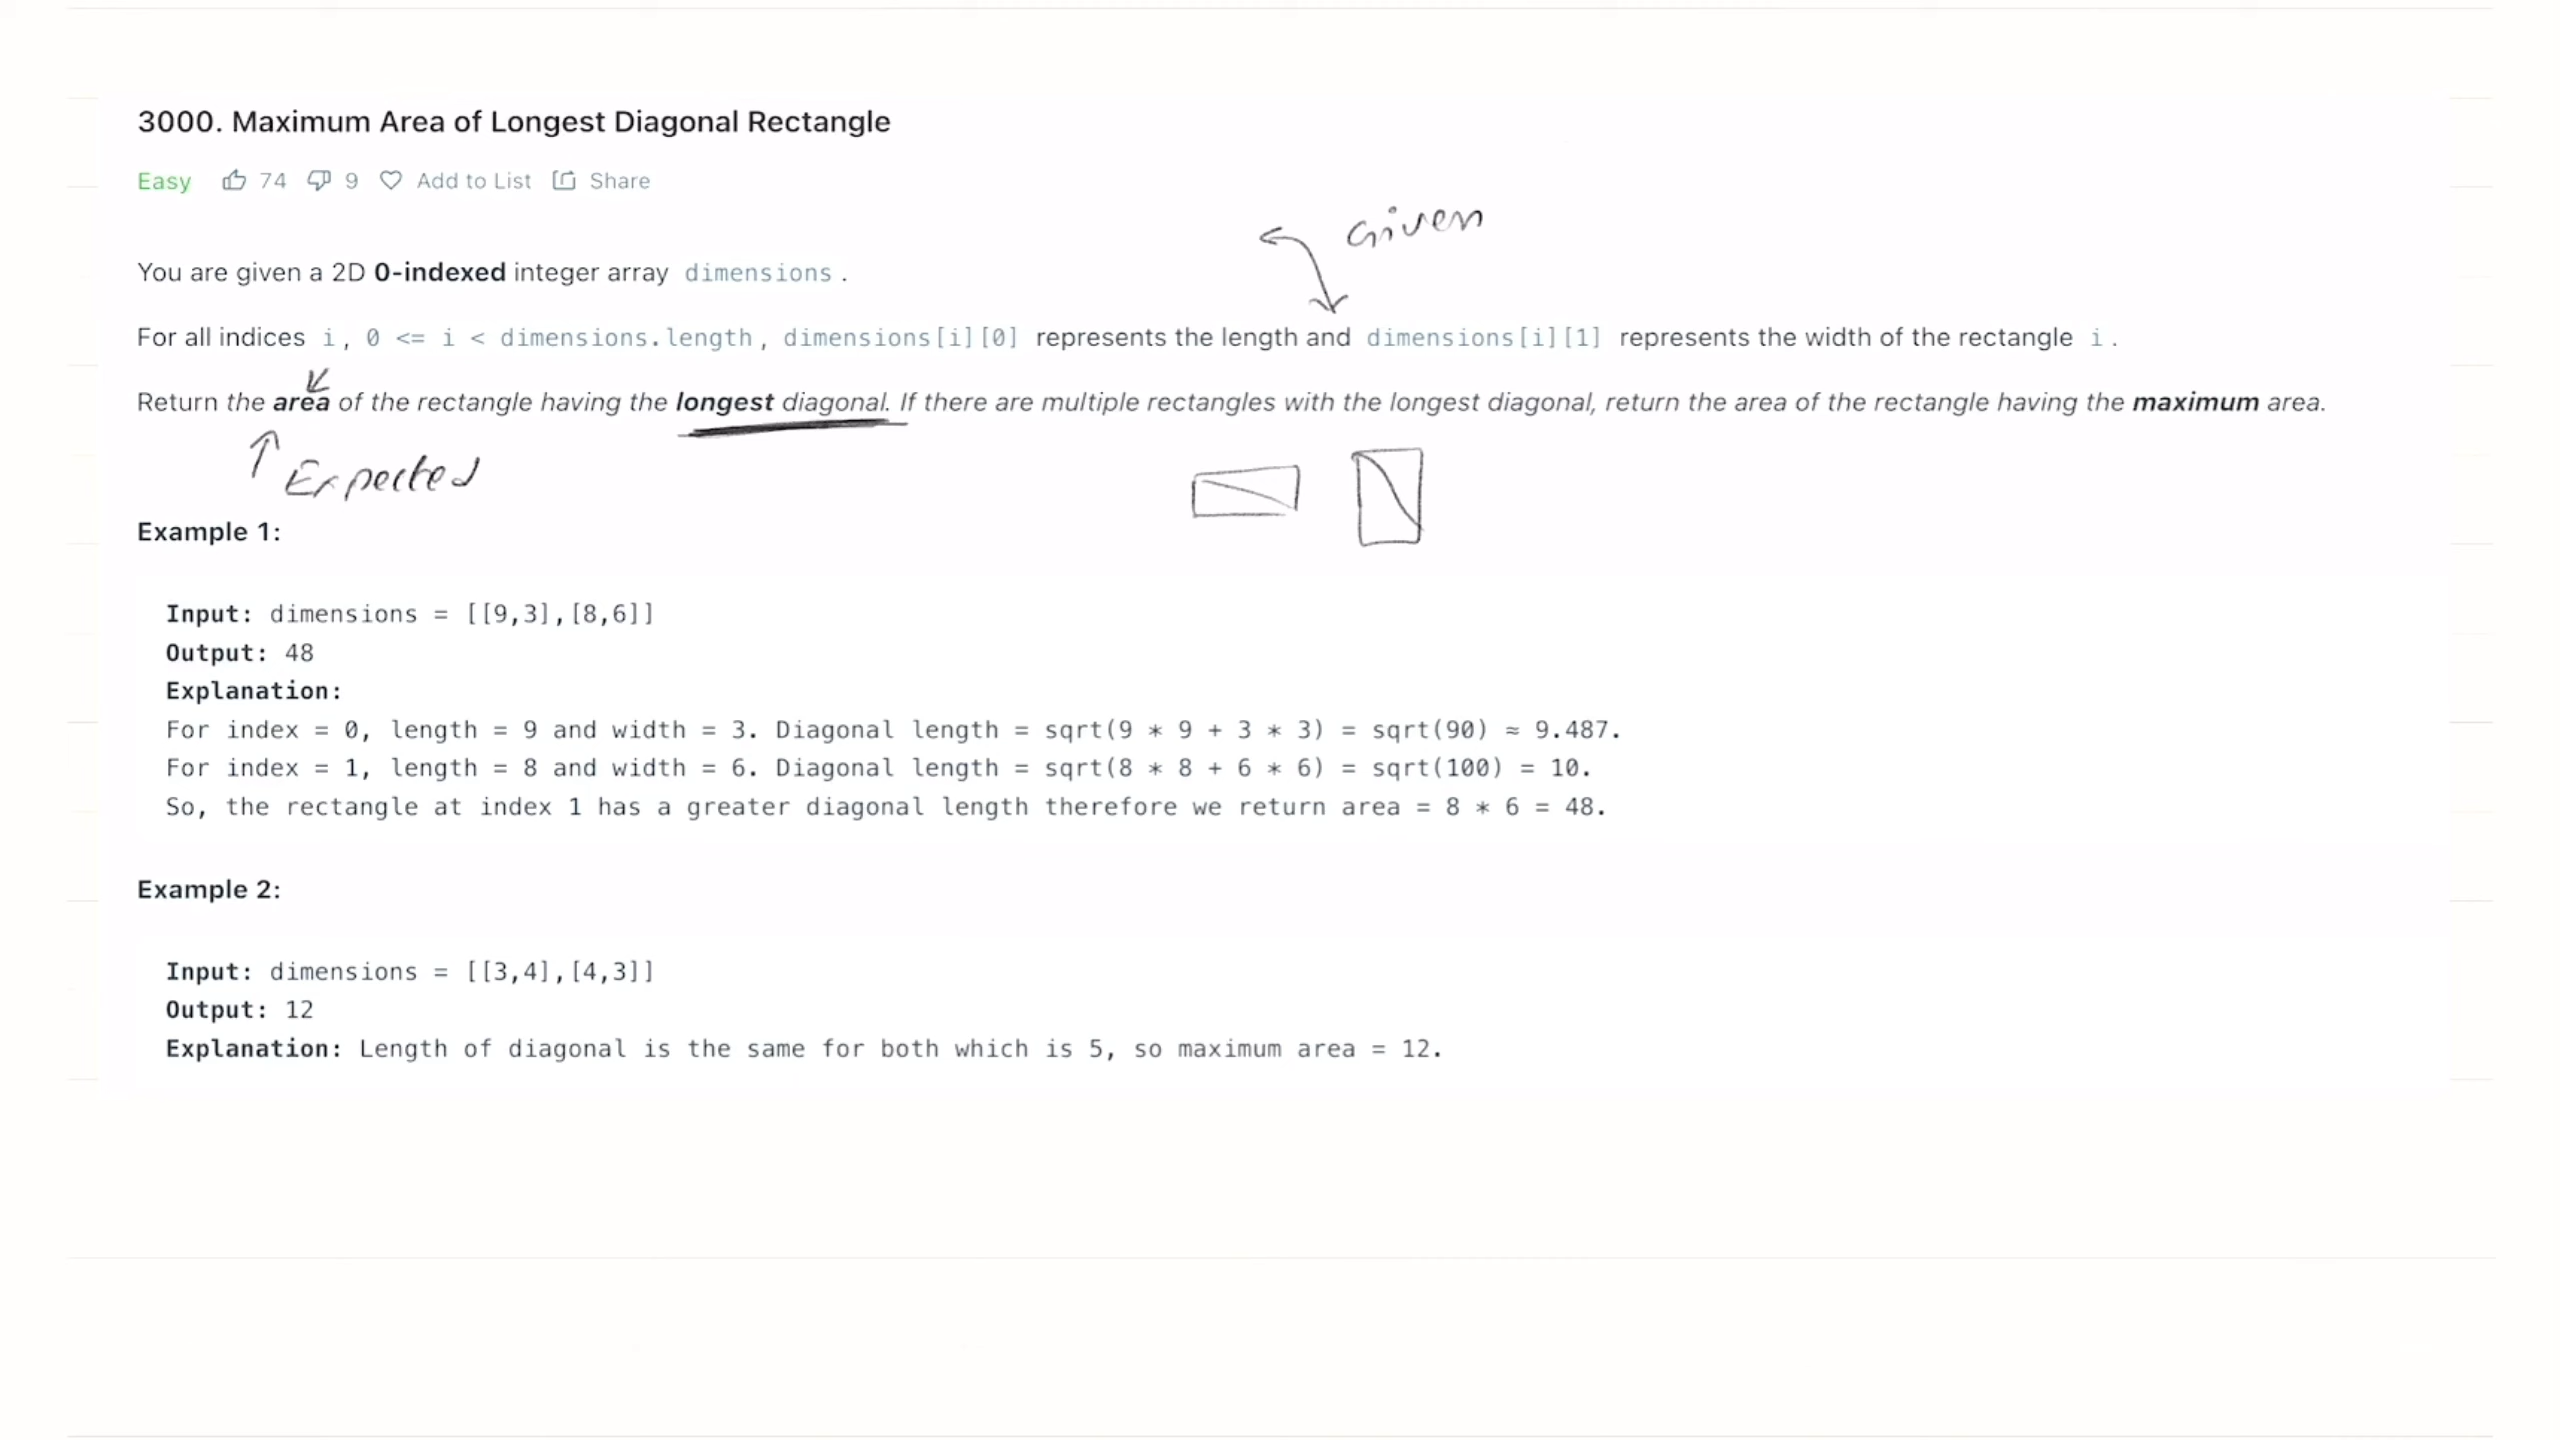 3000. Maximum Area of Longest Diagonal Rectangle
Easy 74 9 Add to List Share
Given
You are given a 2D 0-indexed integer array dimensions .
For all indices i, 0 <= i < dimensions.length, dimensions[i][0] represents the length and dimensions[i][1] represents the width of the rectangle i.
Return the area of the rectangle having the longest diagonal. If there are multiple rectangles with the longest diagonal, return the area of the rectangle having the maximum area.
Expected
Example 1:
Input: dimensions = [[9,3],[8,6]]
Output: 48
Explanation:
For index = 0, length = 9 and width = 3. Diagonal length = sqrt(9 * 9 + 3 * 3) = sqrt(90) ≈ 9.487.
For index = 1, length = 8 and width = 6. Diagonal length = sqrt(8 * 8 + 6 * 6) = sqrt(100) = 10.
So, the rectangle at index 1 has a greater diagonal length therefore we return area = 8 * 6 = 48.
Example 2:
Input: dimensions = [[3,4],[4,3]]
Output: 12
Explanation: Length of diagonal is the same for both which is 5, so maximum area = 12.